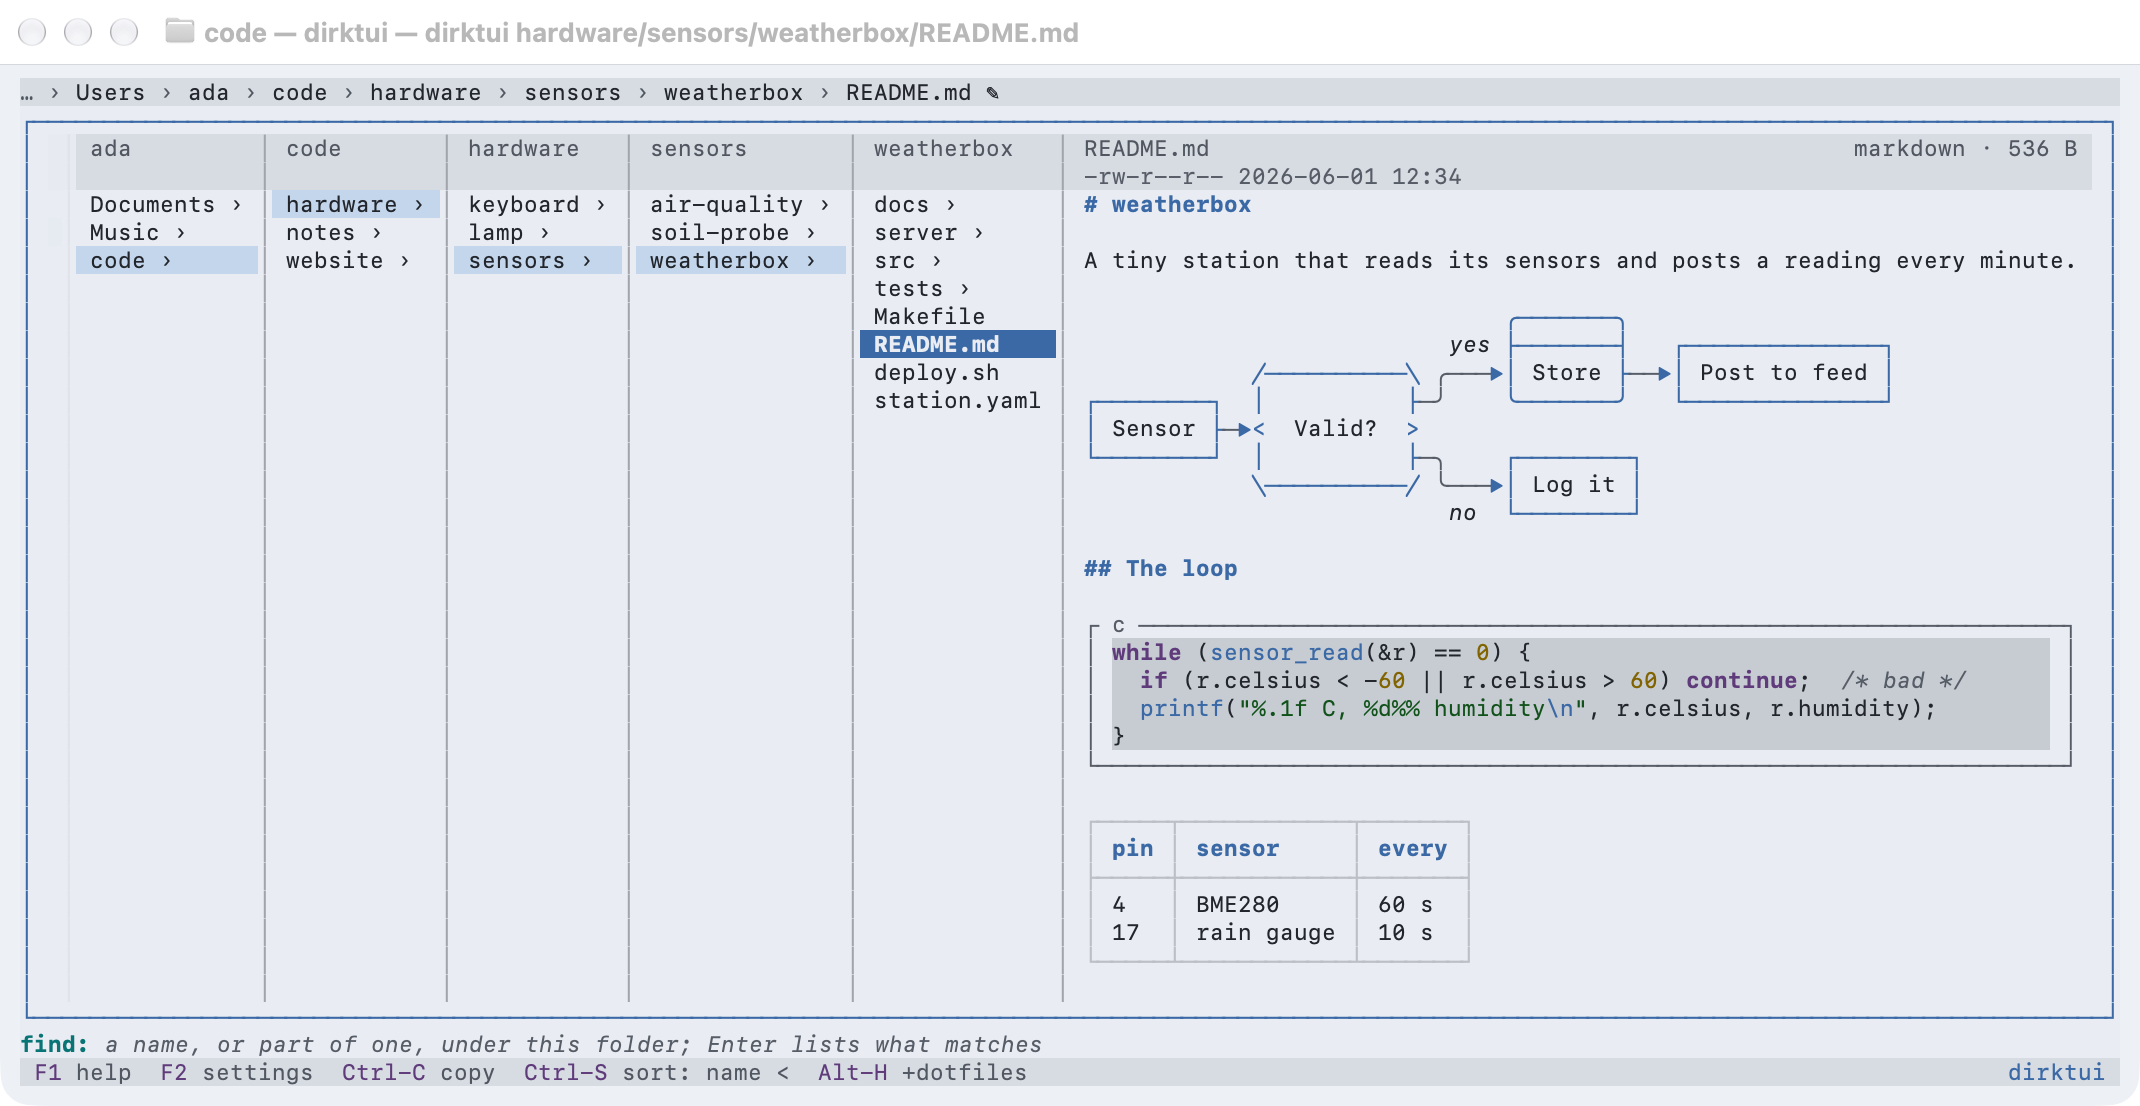 code — dirktui — dirktui hardware/sensors/weatherbox/README.md
… › Users › ada › code › hardware › sensors › weatherbox › README.md ✎
ada
Documents ›
Music ›
code ›
code
hardware ›
notes ›
website ›
hardware
keyboard ›
lamp ›
sensors ›
sensors
air-quality ›
soil-probe ›
weatherbox ›
weatherbox
docs ›
server ›
src ›
tests ›
Makefile
README.md
deploy.sh
station.yaml
README.md markdown · 536 B
-rw-r--r-- 2026-06-01 12:34
# weatherbox
A tiny station that reads its sensors and posts a reading every minute.
Sensor
Valid?
yes
Store
Post to feed
no
Log it
## The loop
c
while (sensor_read(&r) == 0) {
  if (r.celsius < -60 || r.celsius > 60) continue;  /* bad */
  printf("%.1f C, %d%% humidity\n", r.celsius, r.humidity);
}
pin sensor every
4 BME280 60 s
17 rain gauge 10 s
find: a name, or part of one, under this folder; Enter lists what matches
F1 help F2 settings Ctrl-C copy Ctrl-S sort: name < Alt-H +dotfiles dirktui